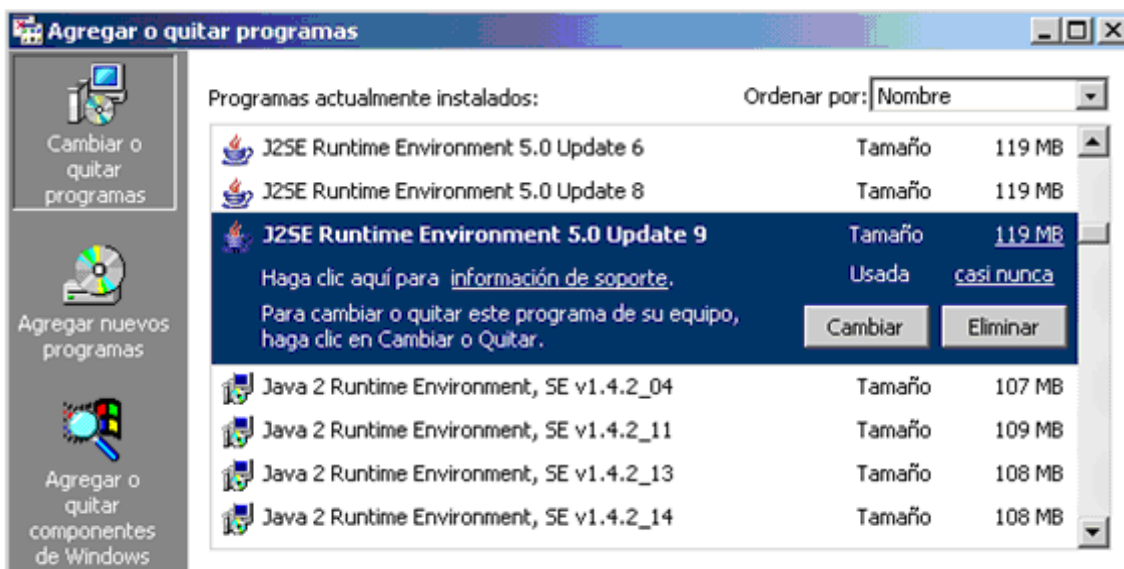 Agregar o quitar programas
Cambiar o
quitar
programas
Agregar nuevos
programas
Agregar o
quitar
componentes
de Windows
Programas actualmente instalados: Ordenar por: Nombre
J2SE Runtime Environment 5.0 Update 6 Tamaño 119 MB
J2SE Runtime Environment 5.0 Update 8 Tamaño 119 MB
J2SE Runtime Environment 5.0 Update 9 Tamaño 119 MB
Haga clic aquí para información de soporte. Usada casi nunca
Para cambiar o quitar este programa de su equipo,
haga clic en Cambiar o Quitar. Cambiar Eliminar
Java 2 Runtime Environment, SE v1.4.2_04 Tamaño 107 MB
Java 2 Runtime Environment, SE v1.4.2_11 Tamaño 109 MB
Java 2 Runtime Environment, SE v1.4.2_13 Tamaño 108 MB
Java 2 Runtime Environment, SE v1.4.2_14 Tamaño 108 MB